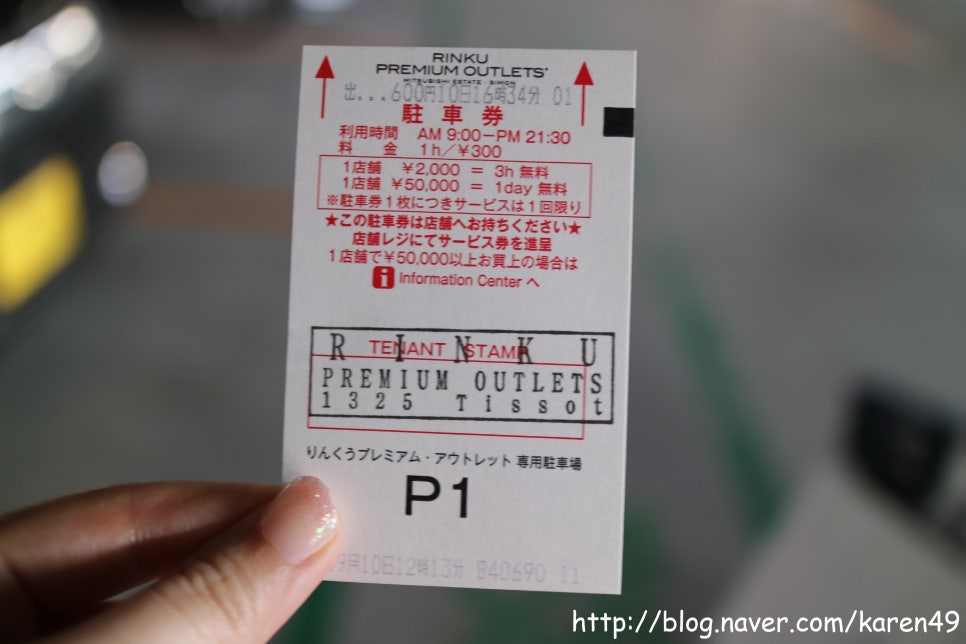 RINKU
PREMIUM OUTLETS
MITSUBISHI ESTATE · SIMON
出...600円10日16時34分 01
駐車券
利用時間 AM 9:00-PM 21:30
料 金 1h/¥300
1店舗 ¥2,000 = 3h 無料
1店舗 ¥50,000 = 1day 無料
※駐車券1枚につきサービスは1回限り
★この駐車券は店舗へお持ちください★
店舗レジにてサービス券を進呈
1店舗で¥50,000以上お買上の場合は
i Information Center へ
TENANT STAMP
RINKU
PREMIUM OUTLETS
1325 Tissot
りんくうプレミアム・アウトレット 専用駐車場
P1
9月10日12時13分 840690 11
http://blog.naver.com/karen49